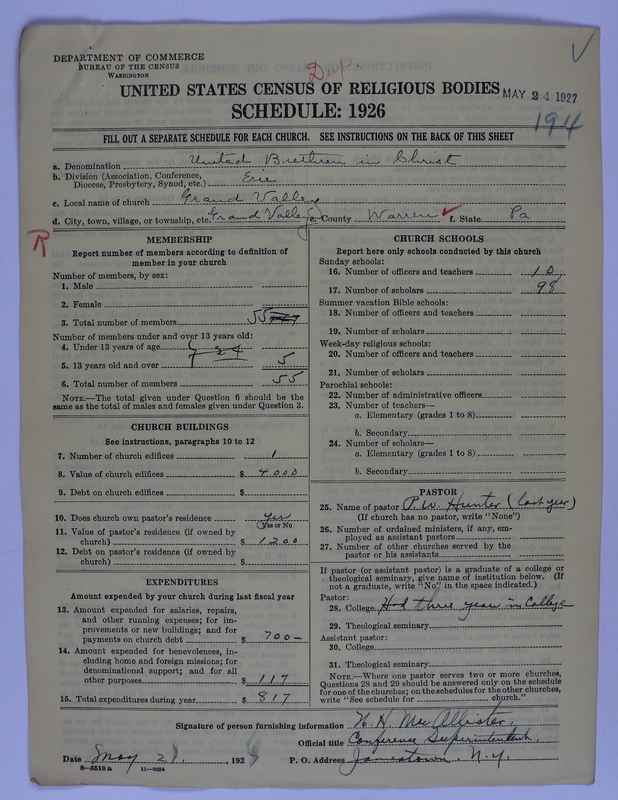 DEPARTMENT OF COMMERCE
BUREAU OF THE CENSUS
WASHINGTON
Dup.
UNITED STATES CENSUS OF RELIGIOUS BODIES
MAY 24 1927
SCHEDULE: 1926
194
FILL OUT A SEPARATE SCHEDULE FOR EACH CHURCH. SEE INSTRUCTIONS ON THE BACK OF THIS SHEET
a. Denomination United Brethren in Christ
b. Division (Association, Conference, Diocese, Presbytery, Synod, etc.) Erie
c. Local name of church Grand Valley
d. City, town, village, or township, etc. Grand Valley e. County Warren f. State Pa
R
MEMBERSHIP
Report number of members according to definition of
member in your church
Number of members, by sex:
1. Male
2. Female
3. Total number of members 55
Number of members under and over 13 years old:
4. Under 13 years of age
5. 13 years old and over 5
6. Total number of members 55
NOTE.—The total given under Question 6 should be
same as the total of males and females given under Question 3.
CHURCH BUILDINGS
See instructions, paragraphs 10 to 12
7. Number of church edifices 1
8. Value of church edifices $ 4000
9. Debt on church edifices $
10. Does church own pastor's residence Yes
Yes or No
11. Value of pastor's residence (if owned by
church) $ 1200
12. Debt on pastor's residence (if owned by
church) $
EXPENDITURES
Amount expended by your church during last fiscal year
13. Amount expended for salaries, repairs,
and other running expenses; for im-
provements or new buildings; and for
payments on church debt $ 700—
14. Amount expended for benevolences, in-
cluding home and foreign missions; for
denominational support; and for all
other purposes $ 117
15. Total expenditures during year $ 817
CHURCH SCHOOLS
Report here only schools conducted by this church
Sunday schools:
16. Number of officers and teachers 10
17. Number of scholars 98
Summer vacation Bible schools:
18. Number of officers and teachers
19. Number of scholars
Week-day religious schools:
20. Number of officers and teachers
21. Number of scholars
Parochial schools:
22. Number of administrative officers
23. Number of teachers—
a. Elementary (grades 1 to 8)
b. Secondary
24. Number of scholars—
a. Elementary (grades 1 to 8)
b. Secondary
PASTOR
25. Name of pastor P.W. Hunter (last year)
(If church has no pastor, write "None")
26. Number of ordained ministers, if any, em-
ployed as assistant pastors
27. Number of other churches served by the
pastor or his assistants
If pastor (or assistant pastor) is a graduate of a college or
theological seminary, give name of institution below. (If
not a graduate, write "No" in the space indicated.)
Pastor:
28. College Had three year in College
29. Theological seminary
Assistant pastor:
30. College
31. Theological seminary
NOTE.—Where one pastor serves two or more churches,
Questions 28 and 29 should be answered only on the schedule
for one of the churches; on the schedules for the other churches,
write "See schedule for church."
Signature of person furnishing information H. H. MacAllister.
Official title Conference Superintendent.
Date May 21, 192
P. O. Address Jamestown, N.Y.
8-5518a 11-9284